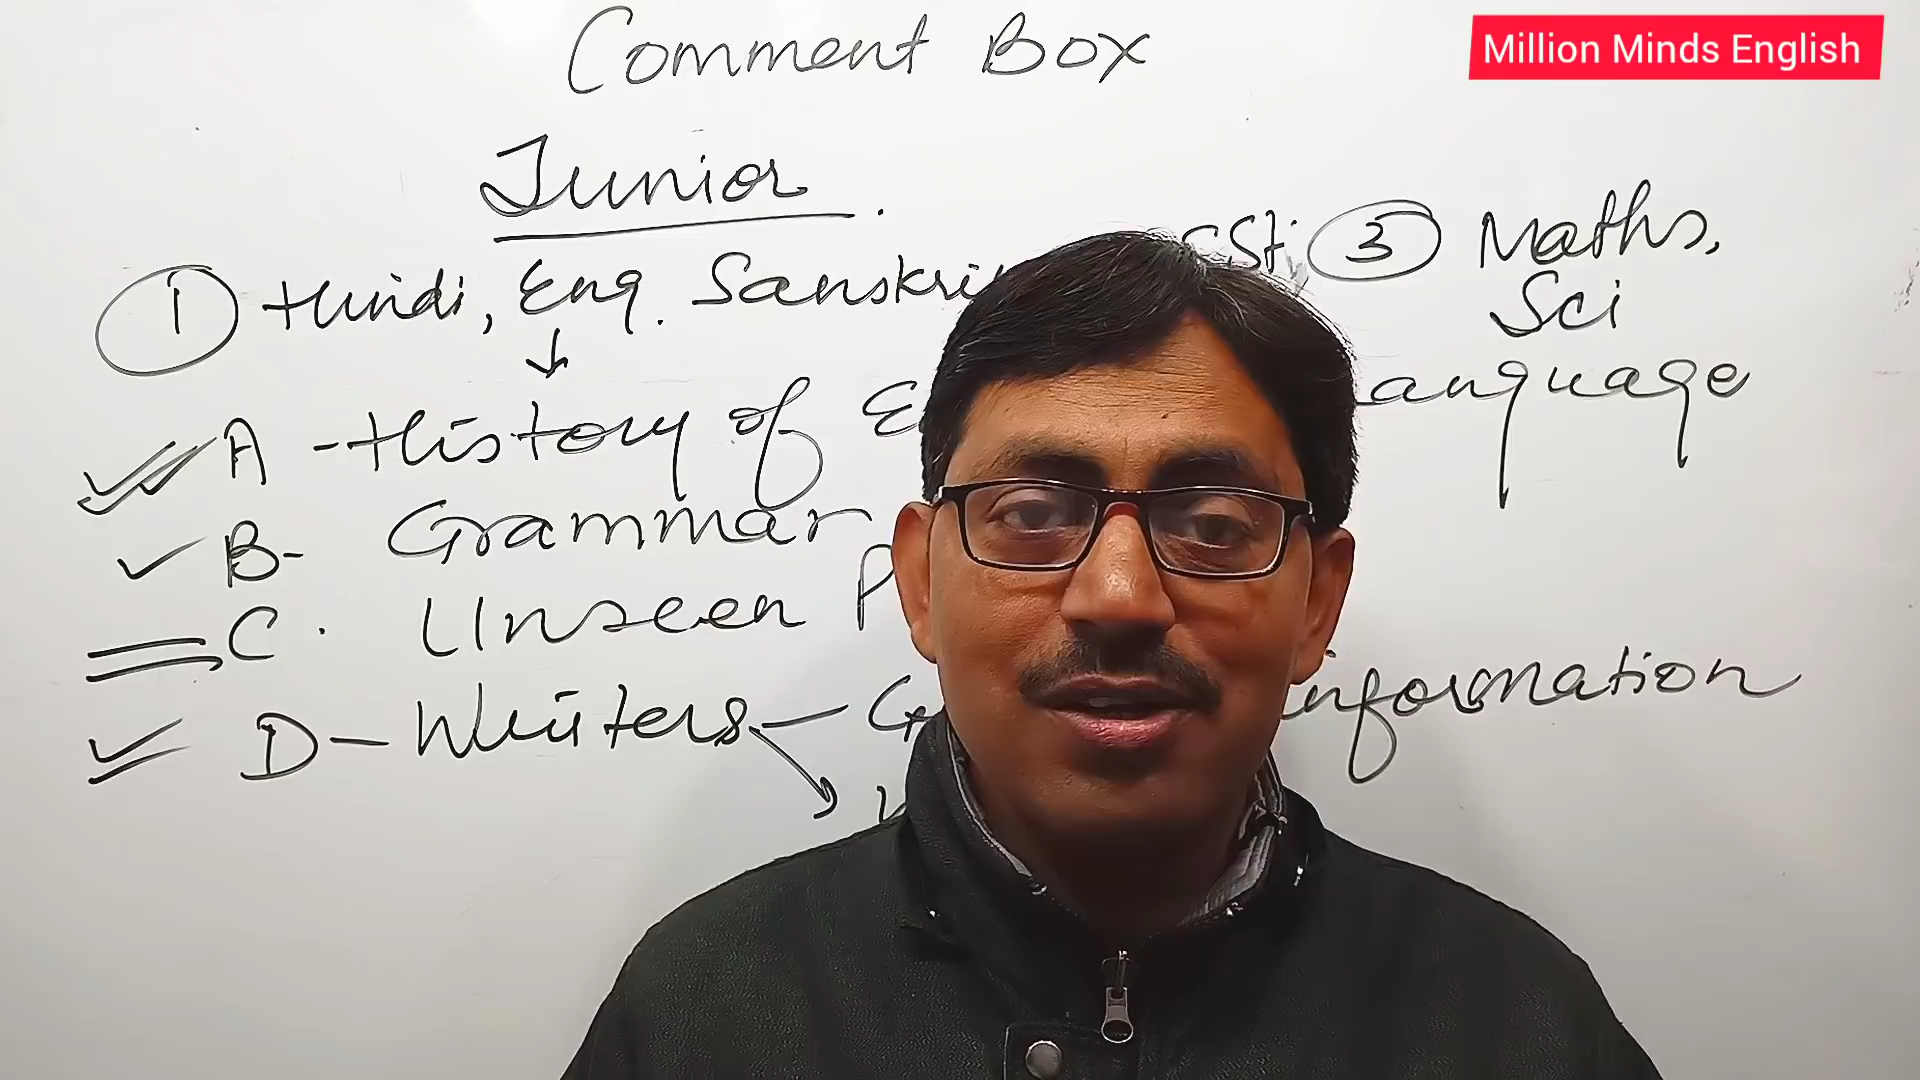 Comment Box
Million Minds English
Junior
SSt
③ Maths,
Sci
① Hindi, Eng. Sanskri
↓
A - History of E anguage
B- Grammar
C. Unseen P
D- Writers — G information